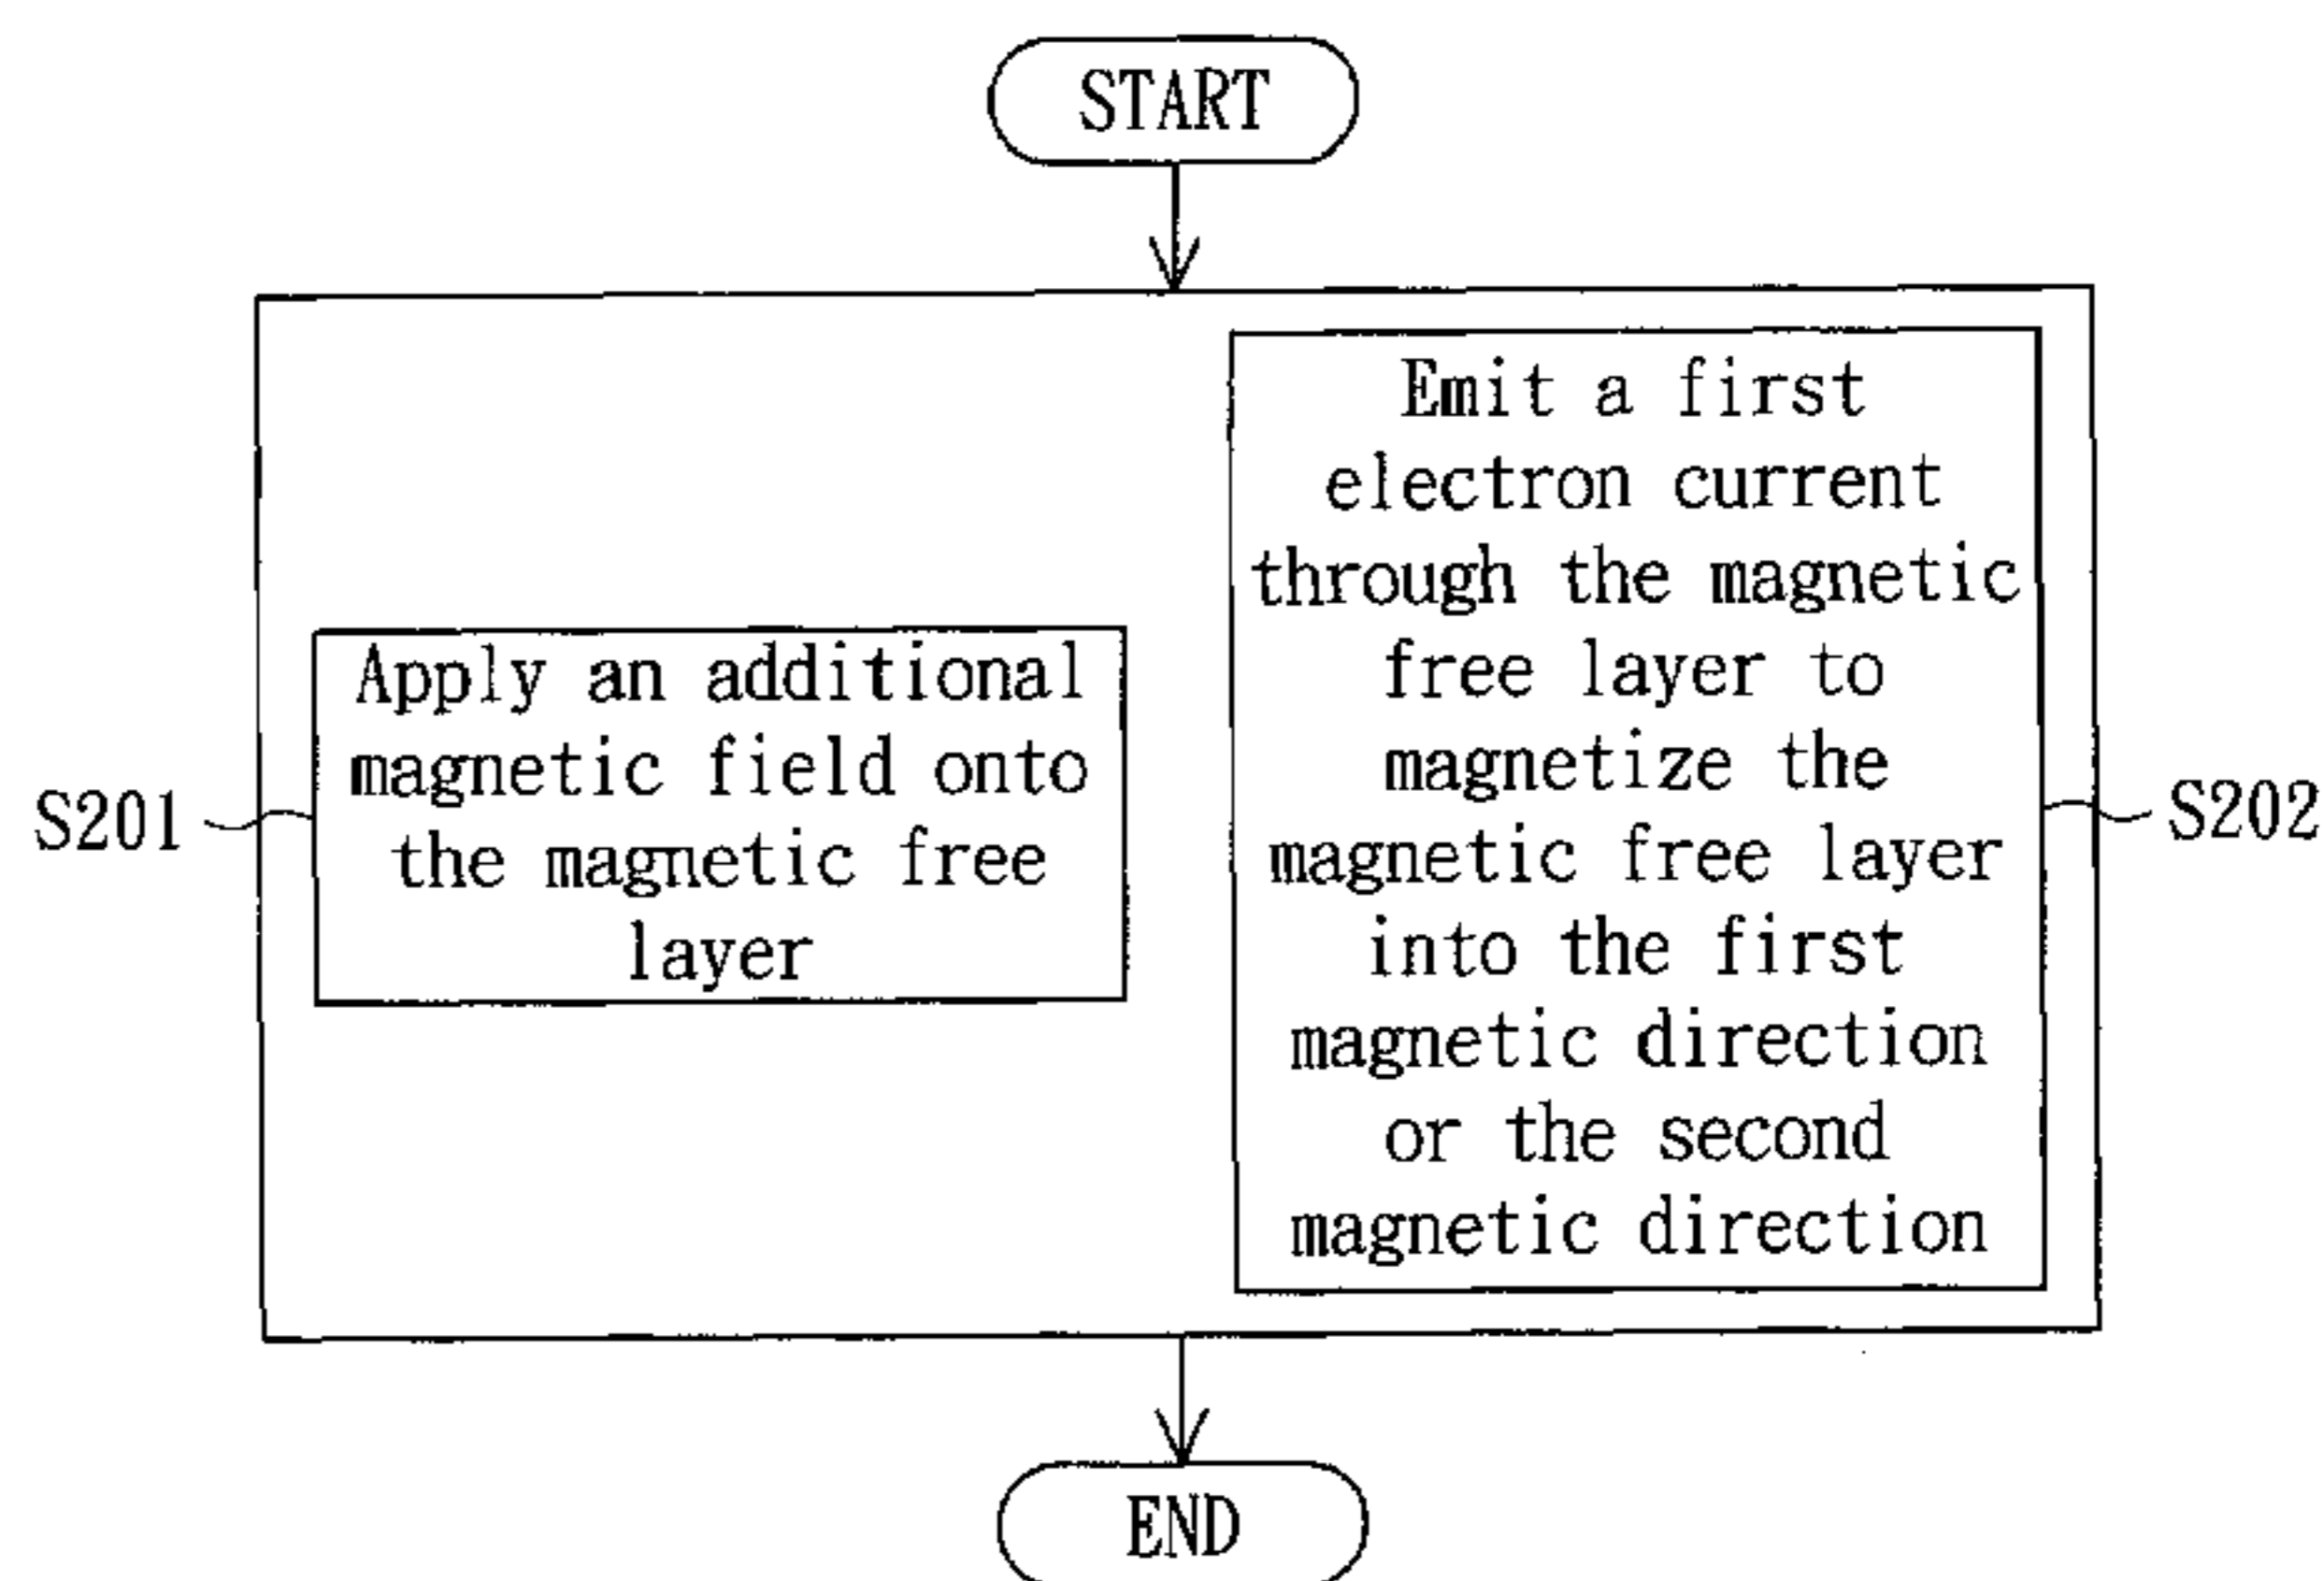 START
Apply an additional
magnetic field onto
the magnetic free
layer
S201
Emit a first
electron current
through the magnetic
free layer to
magnetize the
magnetic free layer
into the first
magnetic direction
or the second
magnetic direction
S202
END